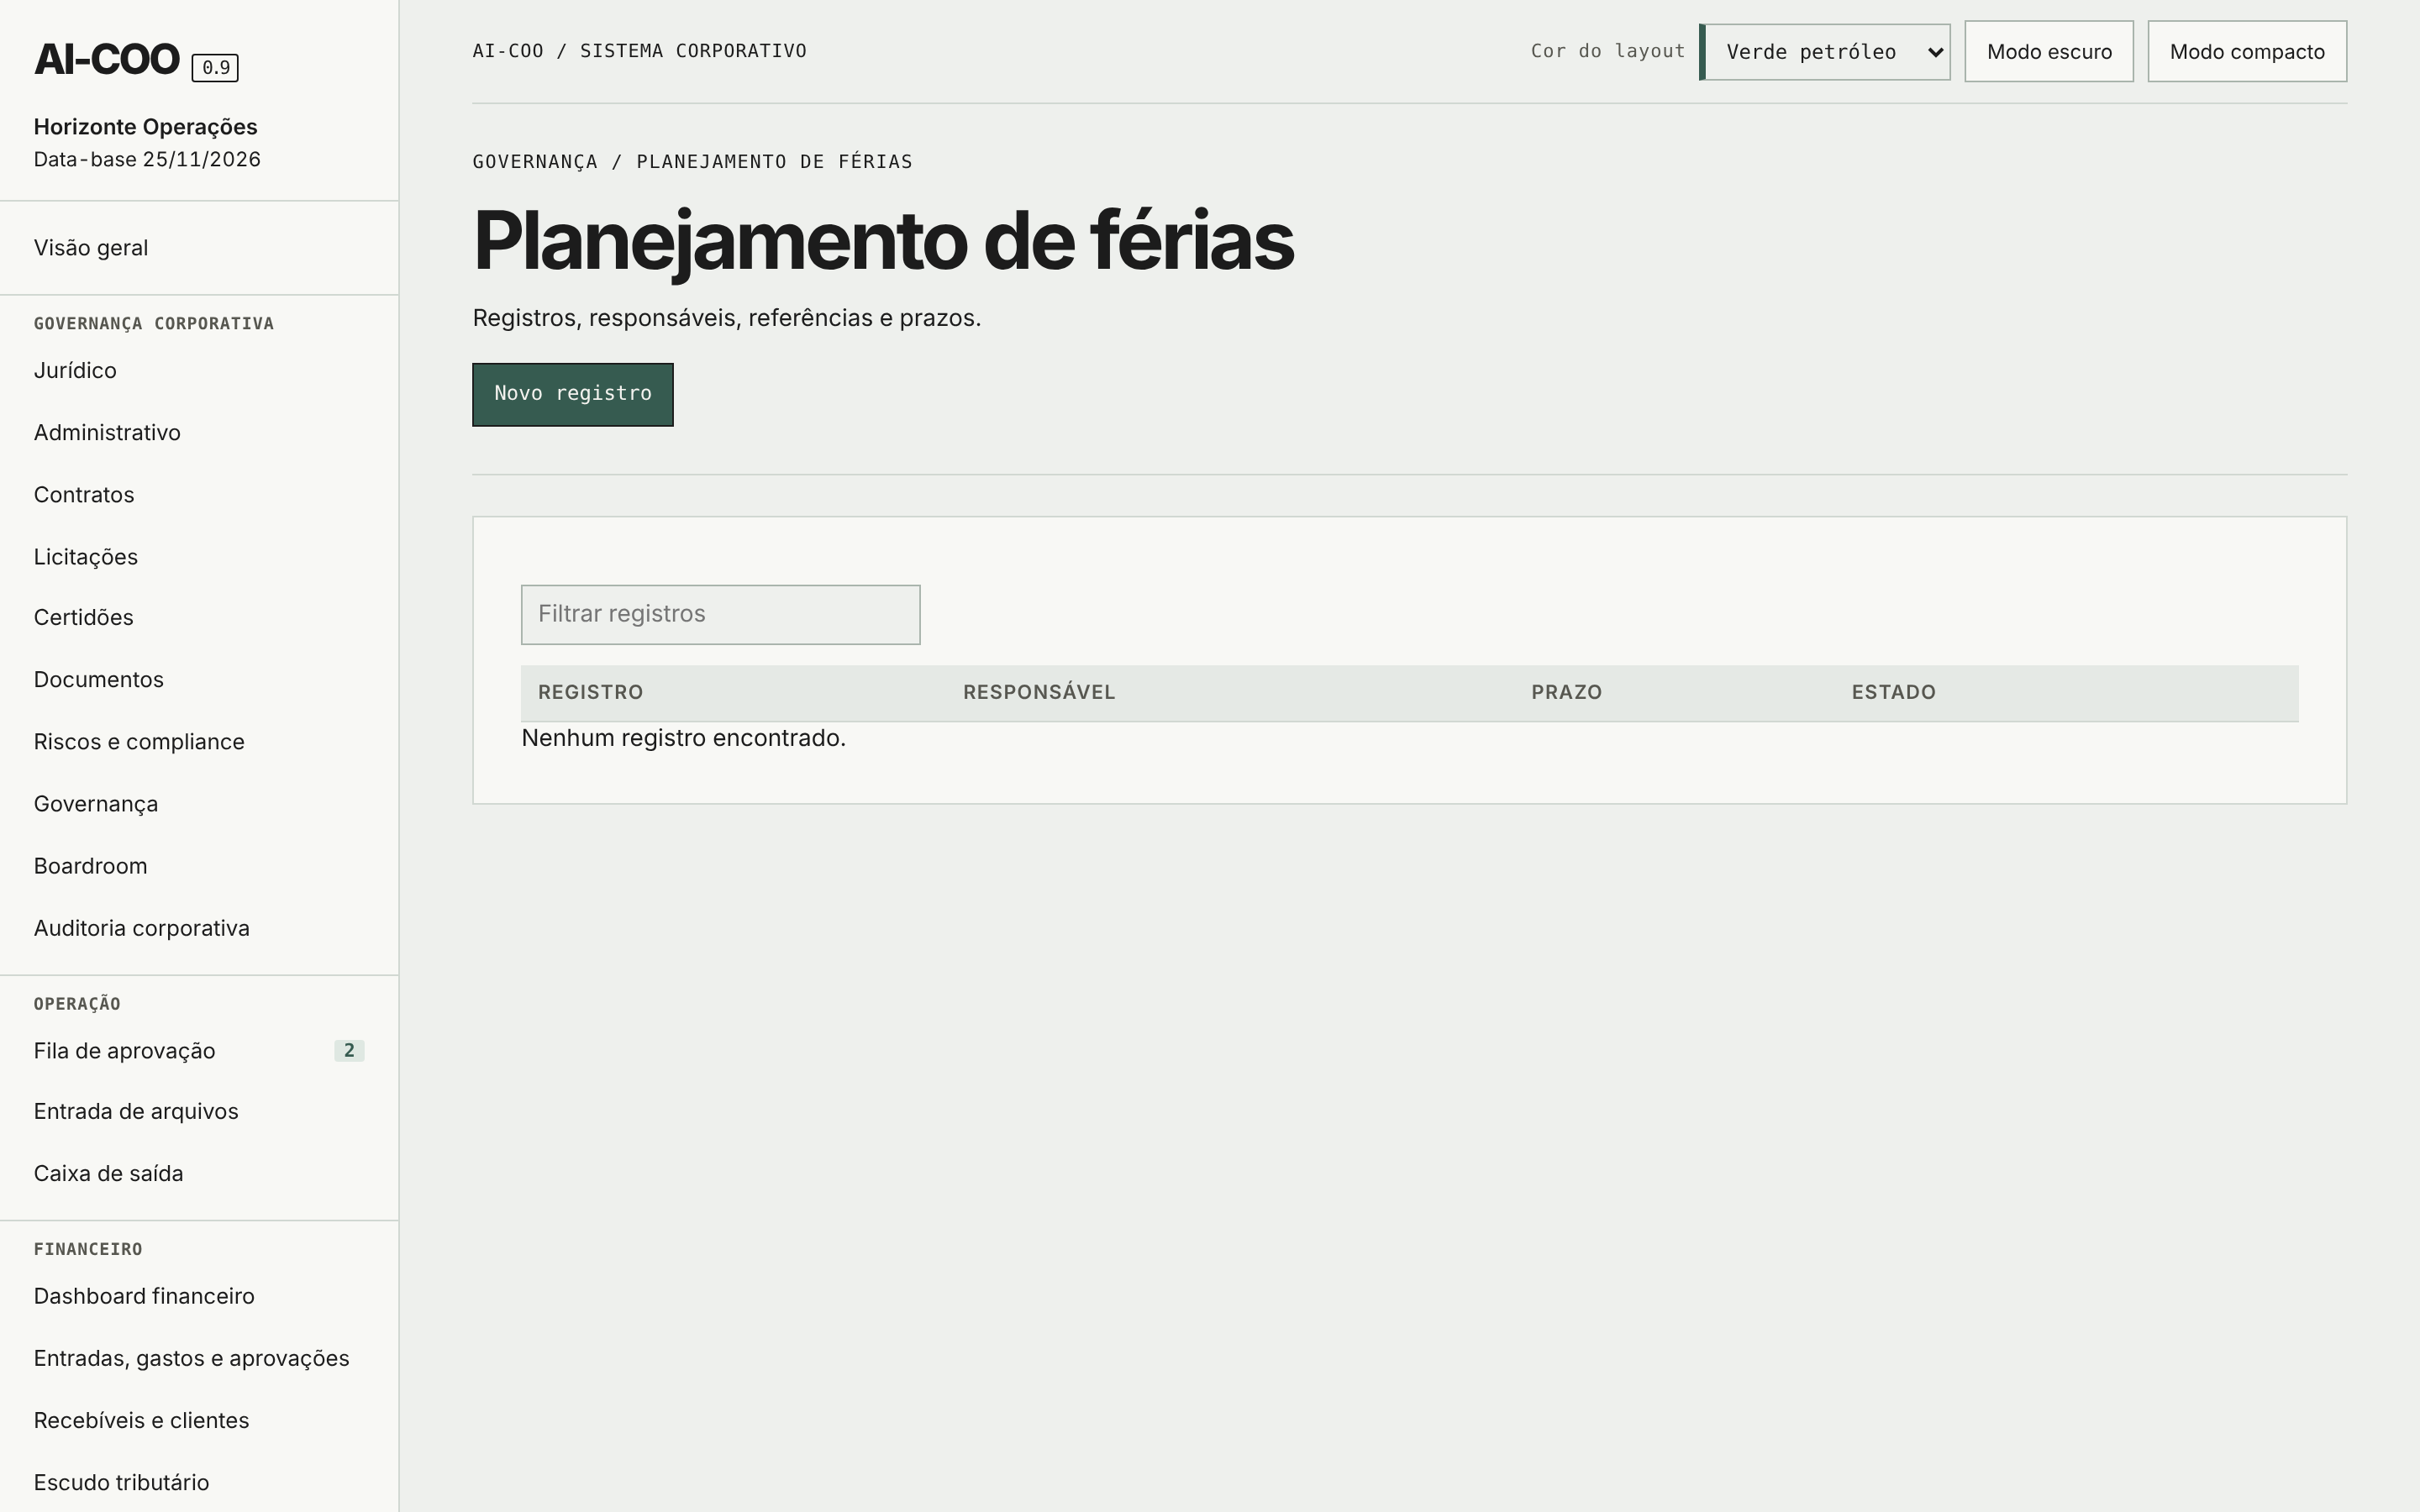 AI-COO 0.9
Horizonte Operações
Data-base 25/11/2026
Visão geral
GOVERNANÇA CORPORATIVA
Jurídico
Administrativo
Contratos
Licitações
Certidões
Documentos
Riscos e compliance
Governança
Boardroom
Auditoria corporativa
OPERAÇÃO
Fila de aprovação 2
Entrada de arquivos
Caixa de saída
FINANCEIRO
Dashboard financeiro
Entradas, gastos e aprovações
Recebíveis e clientes
Escudo tributário
AI-COO / SISTEMA CORPORATIVO
Cor do layout Verde petróleo Modo escuro Modo compacto
GOVERNANÇA / PLANEJAMENTO DE FÉRIAS
Planejamento de férias
Registros, responsáveis, referências e prazos.
Novo registro
Filtrar registros
REGISTRO RESPONSÁVEL PRAZO ESTADO
Nenhum registro encontrado.